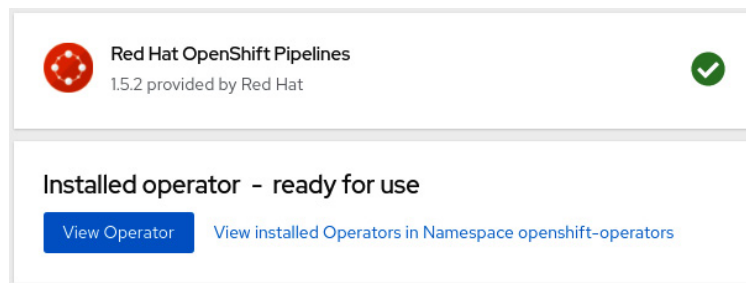 Red Hat OpenShift Pipelines
1.5.2 provided by Red Hat
Installed operator - ready for use
View Operator View installed Operators in Namespace openshift-operators